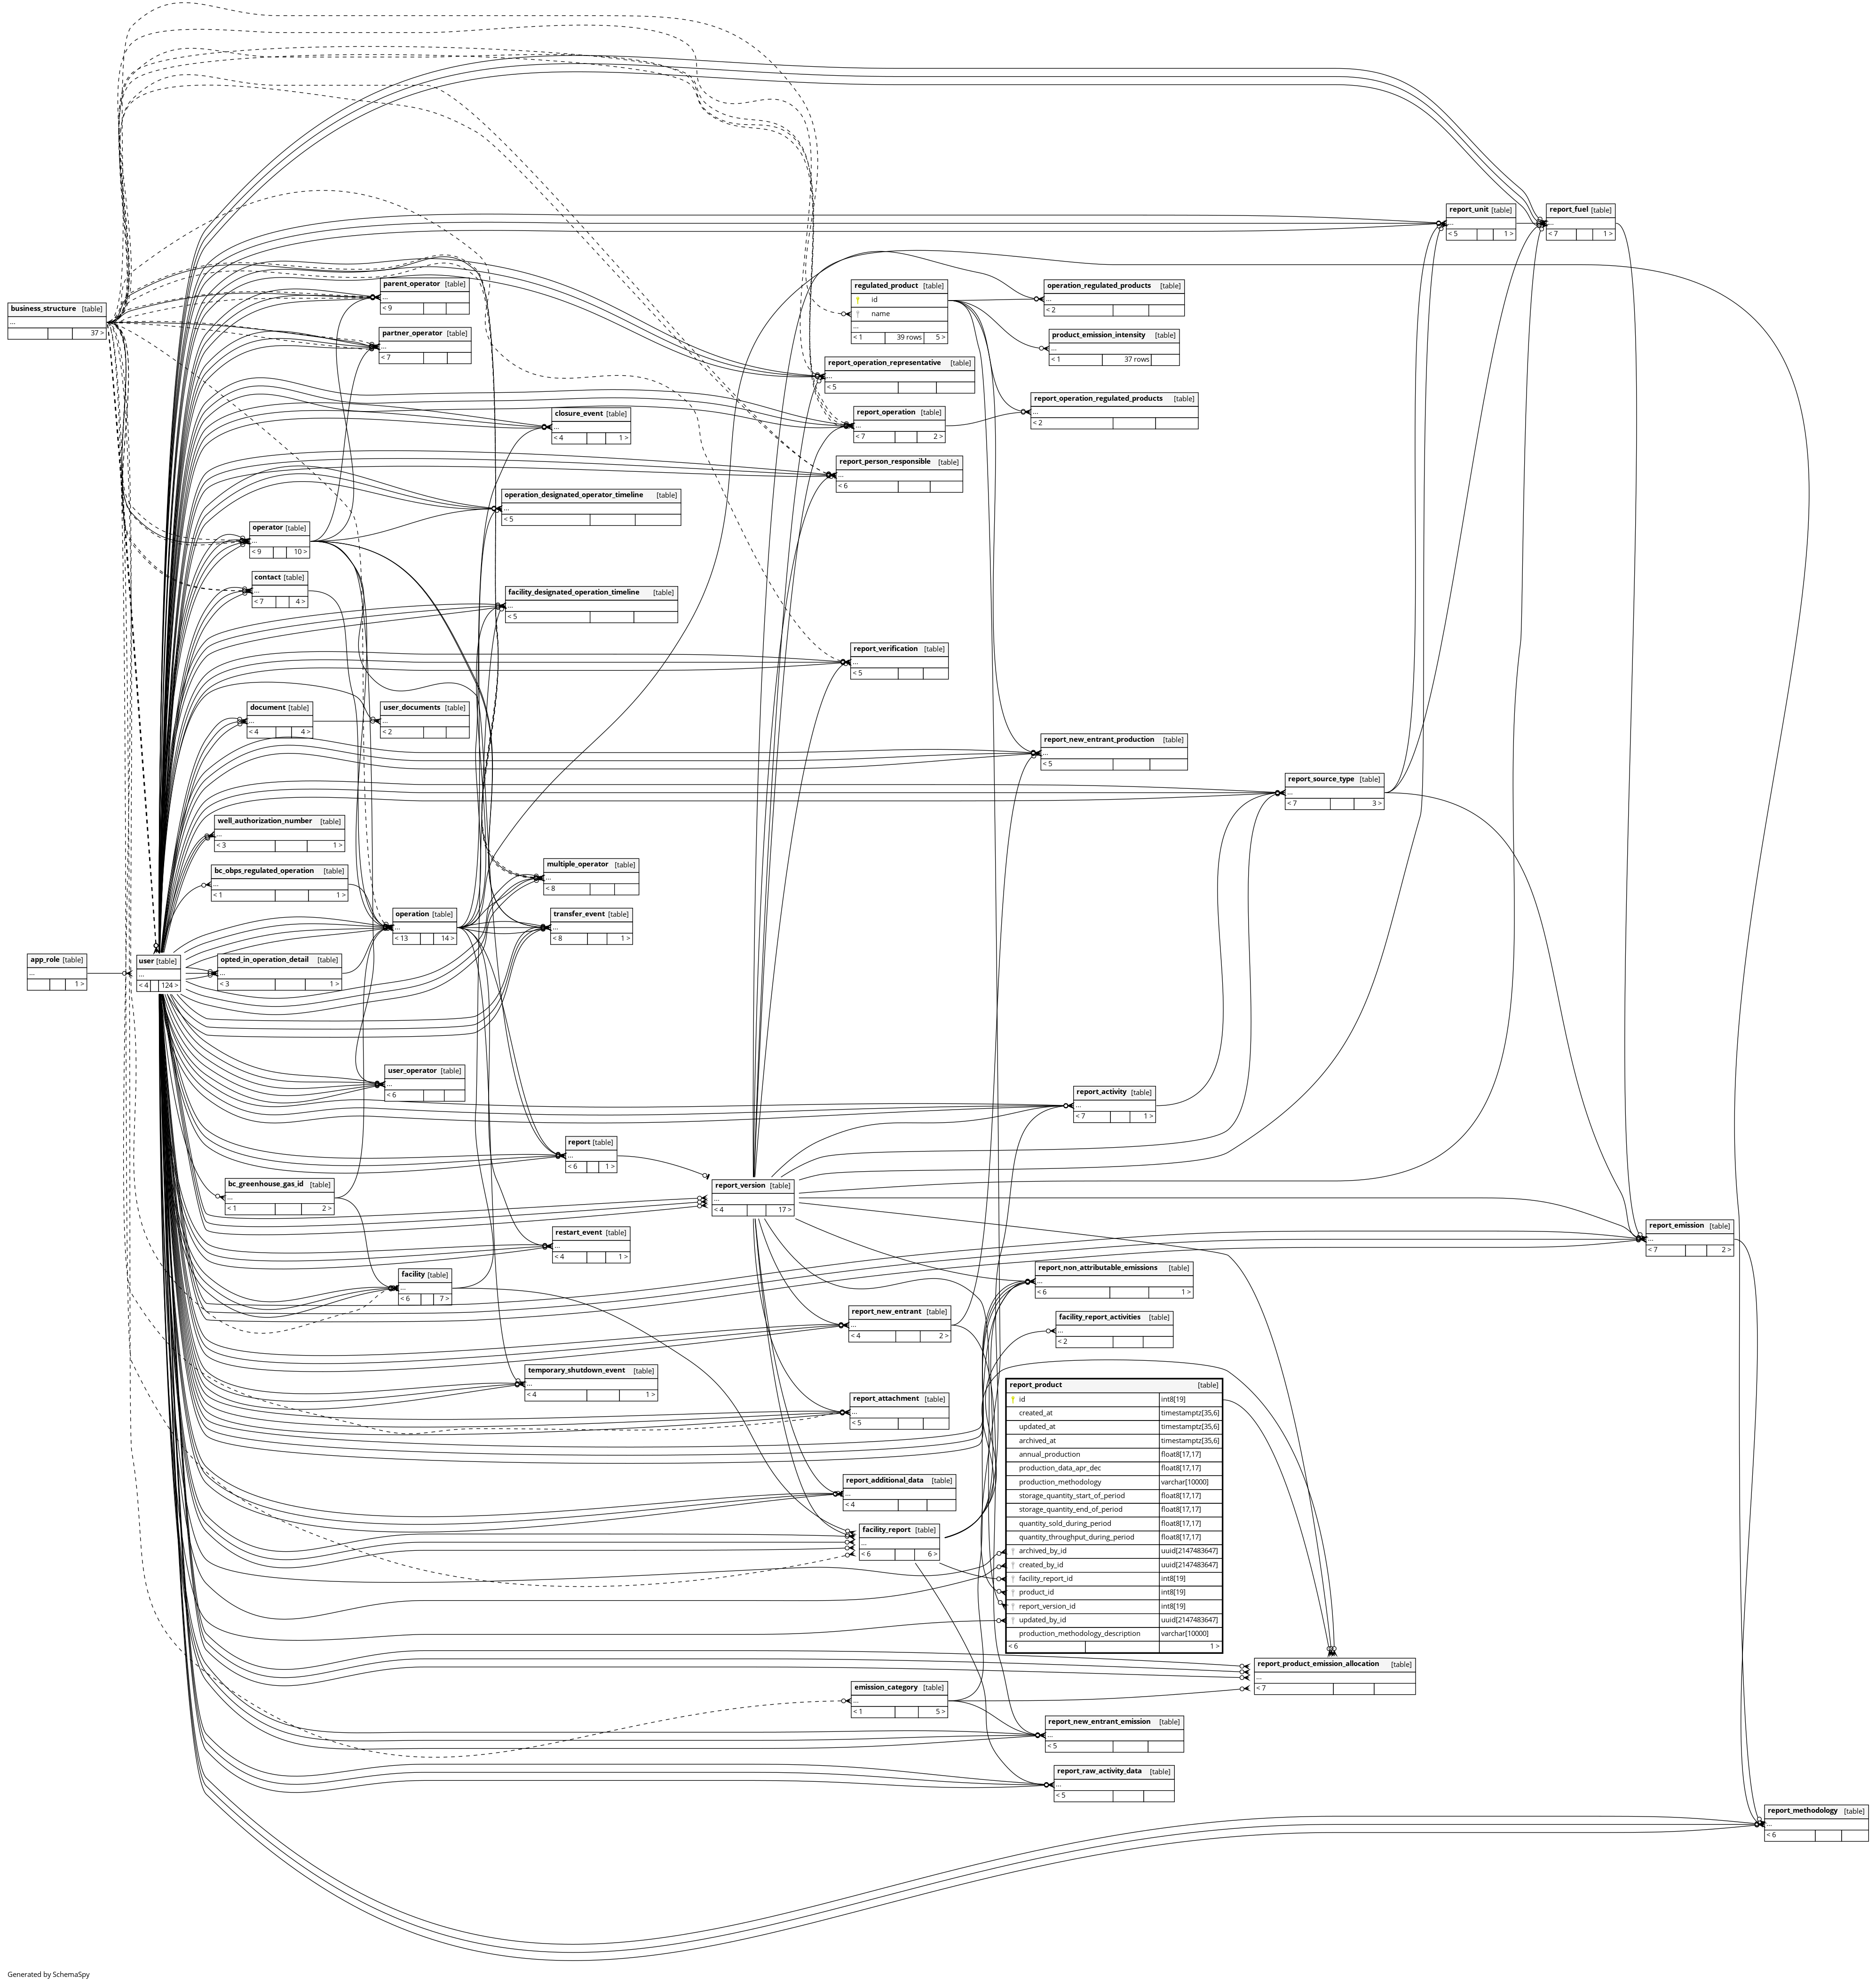 report_unit [table]
...
< 5 1 >
report_fuel [table]
...
< 7 1 >
parent_operator [table]
...
< 9
regulated_product [table]
id
name
...
< 1 39 rows 5 >
operation_regulated_products [table]
...
< 2
business_structure [table]
...
37 >
partner_operator [table]
...
< 7
product_emission_intensity [table]
...
< 1 37 rows
report_operation_representative [table]
...
< 5
report_operation_regulated_products [table]
...
< 2
closure_event [table]
...
< 4 1 >
report_operation [table]
...
< 7 2 >
report_person_responsible [table]
...
< 6
operation_designated_operator_timeline [table]
...
< 5
operator [table]
...
< 9 10 >
contact [table]
...
< 7 4 >
facility_designated_operation_timeline [table]
...
< 5
report_verification [table]
...
< 5
document [table]
...
< 4 4 >
user_documents [table]
...
< 2
report_new_entrant_production [table]
...
< 5
report_source_type [table]
...
< 7 3 >
well_authorization_number [table]
...
< 3 1 >
bc_obps_regulated_operation [table]
...
< 1 1 >
multiple_operator [table]
...
< 8
operation [table]
...
< 13 14 >
transfer_event [table]
...
< 8 1 >
app_role [table]
...
1 >
user [table]
...
< 4 124 >
opted_in_operation_detail [table]
...
< 3 1 >
user_operator [table]
...
< 6
report_activity [table]
...
< 7 1 >
report [table]
...
< 6 1 >
bc_greenhouse_gas_id [table]
...
< 1 2 >
report_version [table]
...
< 4 17 >
restart_event [table]
...
< 4 1 >
report_emission [table]
...
< 7 2 >
facility [table]
...
< 6 7 >
report_non_attributable_emissions [table]
...
< 6 1 >
report_new_entrant [table]
...
< 4 2 >
facility_report_activities [table]
...
< 2
temporary_shutdown_event [table]
...
< 4 1 >
report_attachment [table]
...
< 5
report_product [table]
id int8[19]
created_at timestamptz[35,6]
updated_at timestamptz[35,6]
archived_at timestamptz[35,6]
annual_production float8[17,17]
production_data_apr_dec float8[17,17]
production_methodology varchar[10000]
storage_quantity_start_of_period float8[17,17]
storage_quantity_end_of_period float8[17,17]
quantity_sold_during_period float8[17,17]
quantity_throughput_during_period float8[17,17]
archived_by_id uuid[2147483647]
created_by_id uuid[2147483647]
facility_report_id int8[19]
product_id int8[19]
report_version_id int8[19]
updated_by_id uuid[2147483647]
production_methodology_description varchar[10000]
< 6 1 >
report_additional_data [table]
...
< 4
facility_report [table]
...
< 6 6 >
report_product_emission_allocation [table]
...
< 7
emission_category [table]
...
< 1 5 >
report_new_entrant_emission [table]
...
< 5
report_raw_activity_data [table]
...
< 5
report_methodology [table]
...
< 6
Generated by SchemaSpy